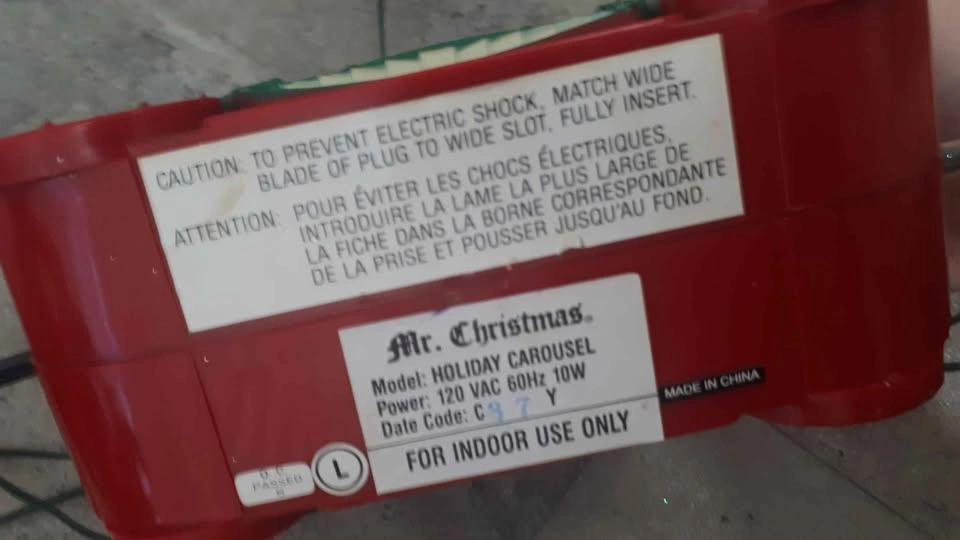 CAUTION: TO PREVENT ELECTRIC SHOCK, MATCH WIDE
BLADE OF PLUG TO WIDE SLOT, FULLY INSERT.
ATTENTION: POUR ÉVITER LES CHOCS ÉLECTRIQUES,
INTRODUIRE LA LAME LA PLUS LARGE DE
LA FICHE DANS LA BORNE CORRESPONDANTE
DE LA PRISE ET POUSSER JUSQU'AU FOND.
Mr. Christmas®
Model: HOLIDAY CAROUSEL
Power: 120 VAC 60Hz 10W
Date Code: C 97 Y
FOR INDOOR USE ONLY
MADE IN CHINA
L
PASSED